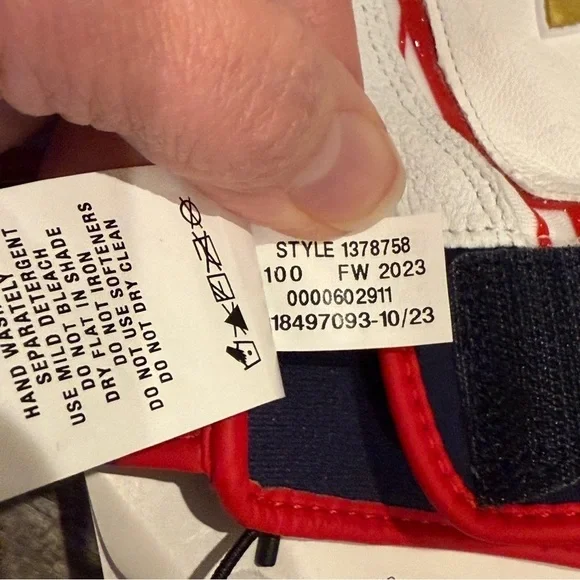 HAND WASH
SEPARATELY
SEPARATE DETERGENT
USE MILD BLEACH
DO NOT SHADE
DO FLAT IN IRON
DRY NOT SOFTENERS
DO NOT USE DRY CLEAN
DO NOT
STYLE 1378758
100 FW 2023
0000602911
18497093-10/23